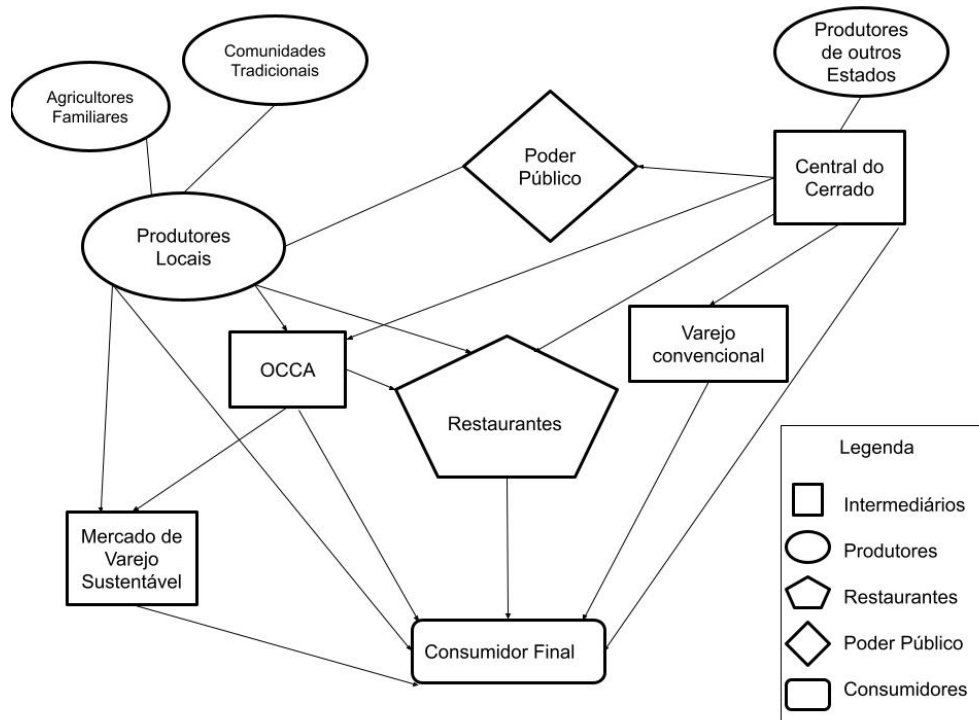 Comunidades
Tradicionais
Produtores
de outros
Estados
Agricultores
Familiares
Poder
Público
Central do
Cerrado
Produtores
Locais
OCCA
Varejo
convencional
Restaurantes
Mercado de
Varejo
Sustentável
Consumidor Final
Legenda
Intermediários
Produtores
Restaurantes
Poder Público
Consumidores